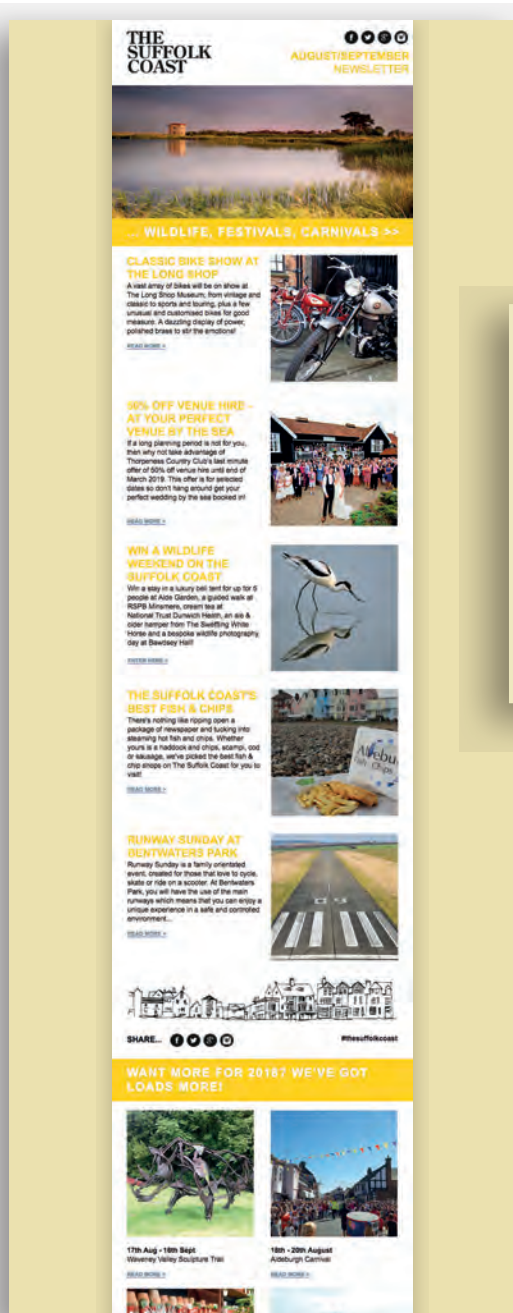 THE
SUFFOLK
COAST
AUGUST/SEPTEMBER
NEWSLETTER
... WILDLIFE, FESTIVALS, CARNIVALS >>
CLASSIC BIKE SHOW AT
THE LONG SHOP
A vast array of bikes will be on show at
The Long Shop Museum, from vintage and
classic to sports and touring, plus a few
unusual and customised bikes for good
measure. A dazzling display of power,
polished brass to stir the emotions!
READ MORE >
50% OFF VENUE HIRE –
AT YOUR PERFECT
VENUE BY THE SEA
If a long planning period is not for you,
then why not take advantage of
Thorpeness Country Club's last minute
offer of 50% off venue hire until end of
March 2019. This offer is for selected
dates so don't hang around get your
perfect wedding by the sea booked in!
READ MORE >
WIN A WILDLIFE
WEEKEND ON THE
SUFFOLK COAST
Win a stay in a luxury bell tent for up to 6
people at Alde Garden, a guided walk at
RSPB Minsmere, cream tea at
National Trust Dunwich Heath, an ale &
cider hamper from The Sweffling White
Horse and a bespoke wildlife photography
day at Bawdsey Hall!
ENTER HERE >
THE SUFFOLK COAST'S
BEST FISH & CHIPS
There's nothing like ripping open a
package of newspaper and tucking into
steaming hot fish and chips. Whether
yours is a haddock and chips, scampi, cod
or sausage, we've picked the best fish &
chip shops on The Suffolk Coast for you to
visit!
READ MORE >
Aldebu
Fish Chips
RUNWAY SUNDAY AT
BENTWATERS PARK
Runway Sunday is a family orientated
event, created for those that love to cycle,
skate or ride on a scooter. At Bentwaters
Park, you will have the use of the main
runways which means that you can enjoy a
unique experience in a safe and controlled
environment...
READ MORE >
SHARE...
#thesuffolkcoast
WANT MORE FOR 2018? WE'VE GOT
LOADS MORE!
17th Aug - 16th Sept
Waveney Valley Sculpture Trail
READ MORE >
18th - 20th August
Aldeburgh Carnival
READ MORE >